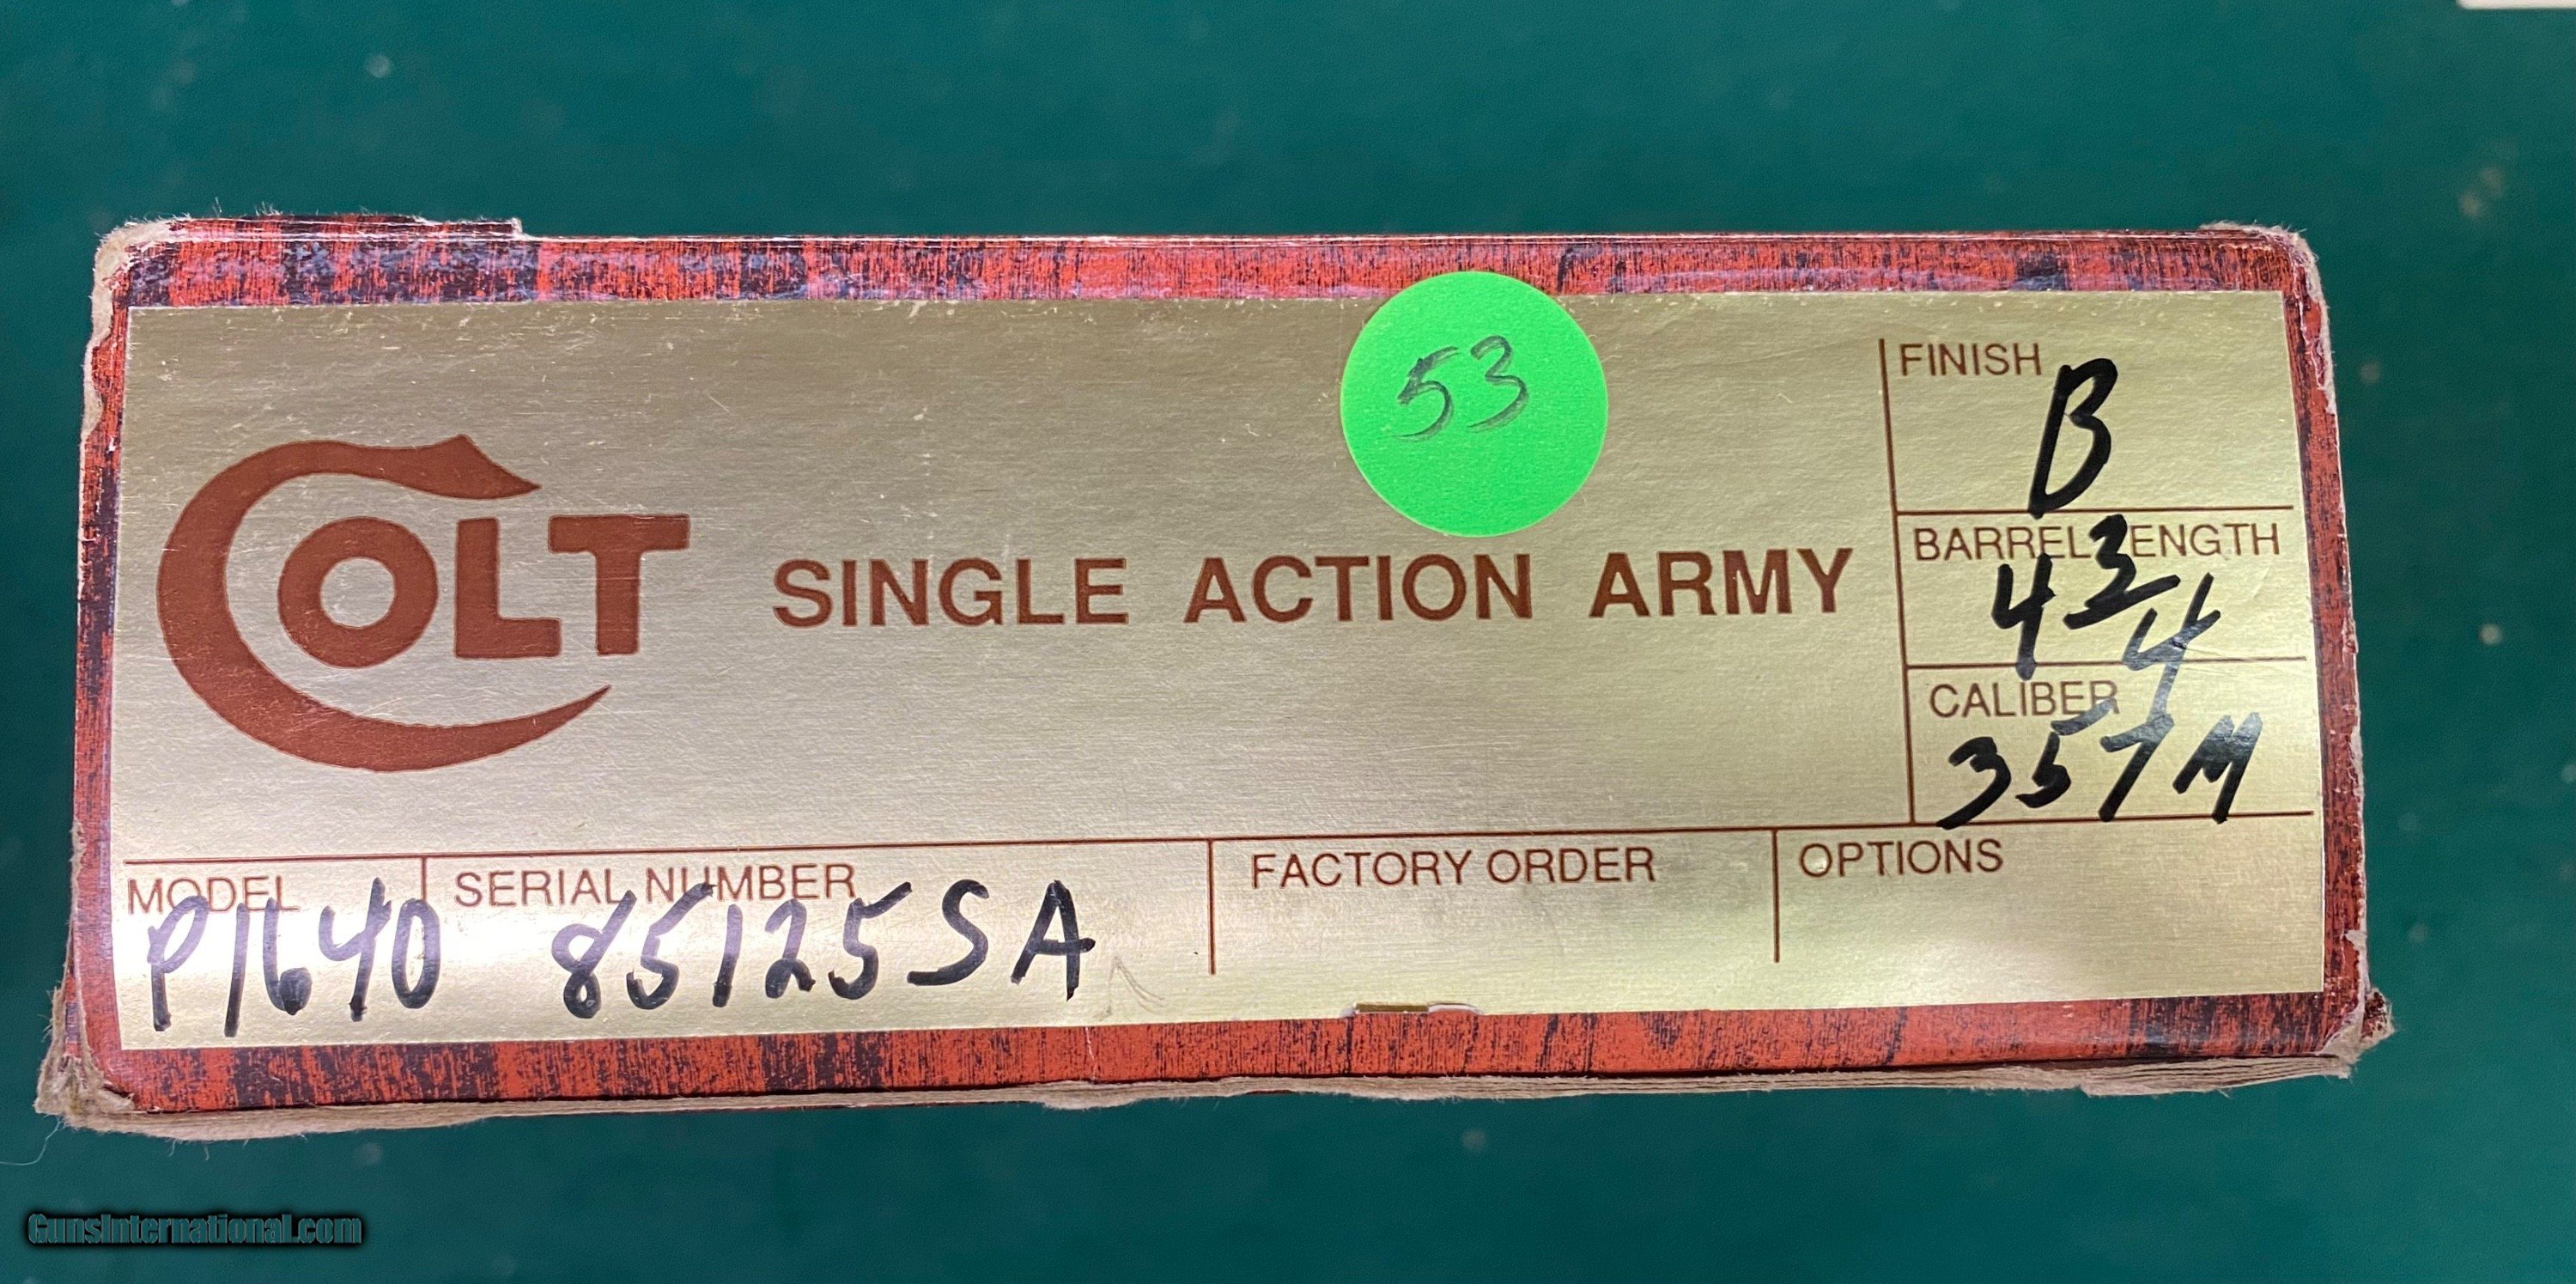 53
COLT SINGLE ACTION ARMY
FINISH
B
BARREL LENGTH
4 3/4
CALIBER
357M
MODEL
P1640
SERIAL NUMBER
85125SA
FACTORY ORDER
OPTIONS
GunsInternational.com